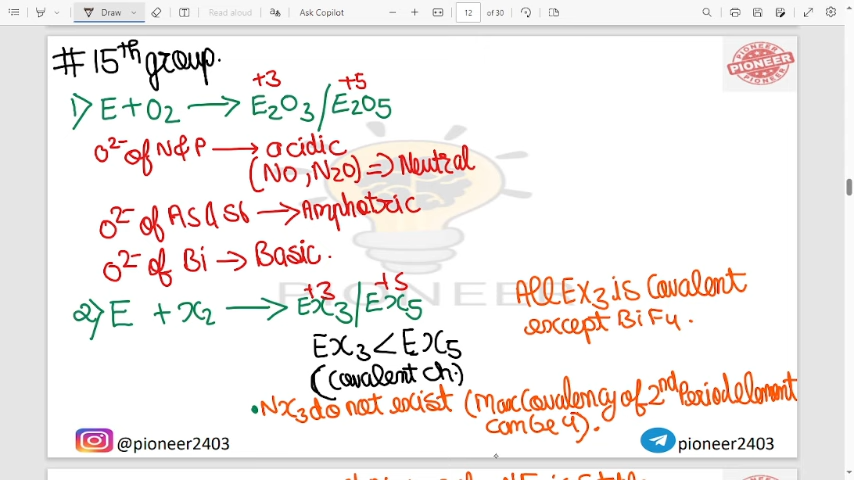 Draw
Read aloud
Ask Copilot
12 of 30
# 15th group.
PIONEER
1) E + O2 → E2O3 / E2O5
+3 +5
O2- of N & P → acidic
(NO, N2O) ⇒ Neutral
O2- of As & Sb → Amphotric
O2- of Bi → Basic.
PIONEER
2) E + X2 → EX3 / EX5
+3 +5
All EX3 is Covalent
except BiF4.
EX3 < EX5
(Covalent ch.)
• NX3 do not exist (Max Covalency of 2nd Period element
can be 4).
@pioneer2403
pioneer2403